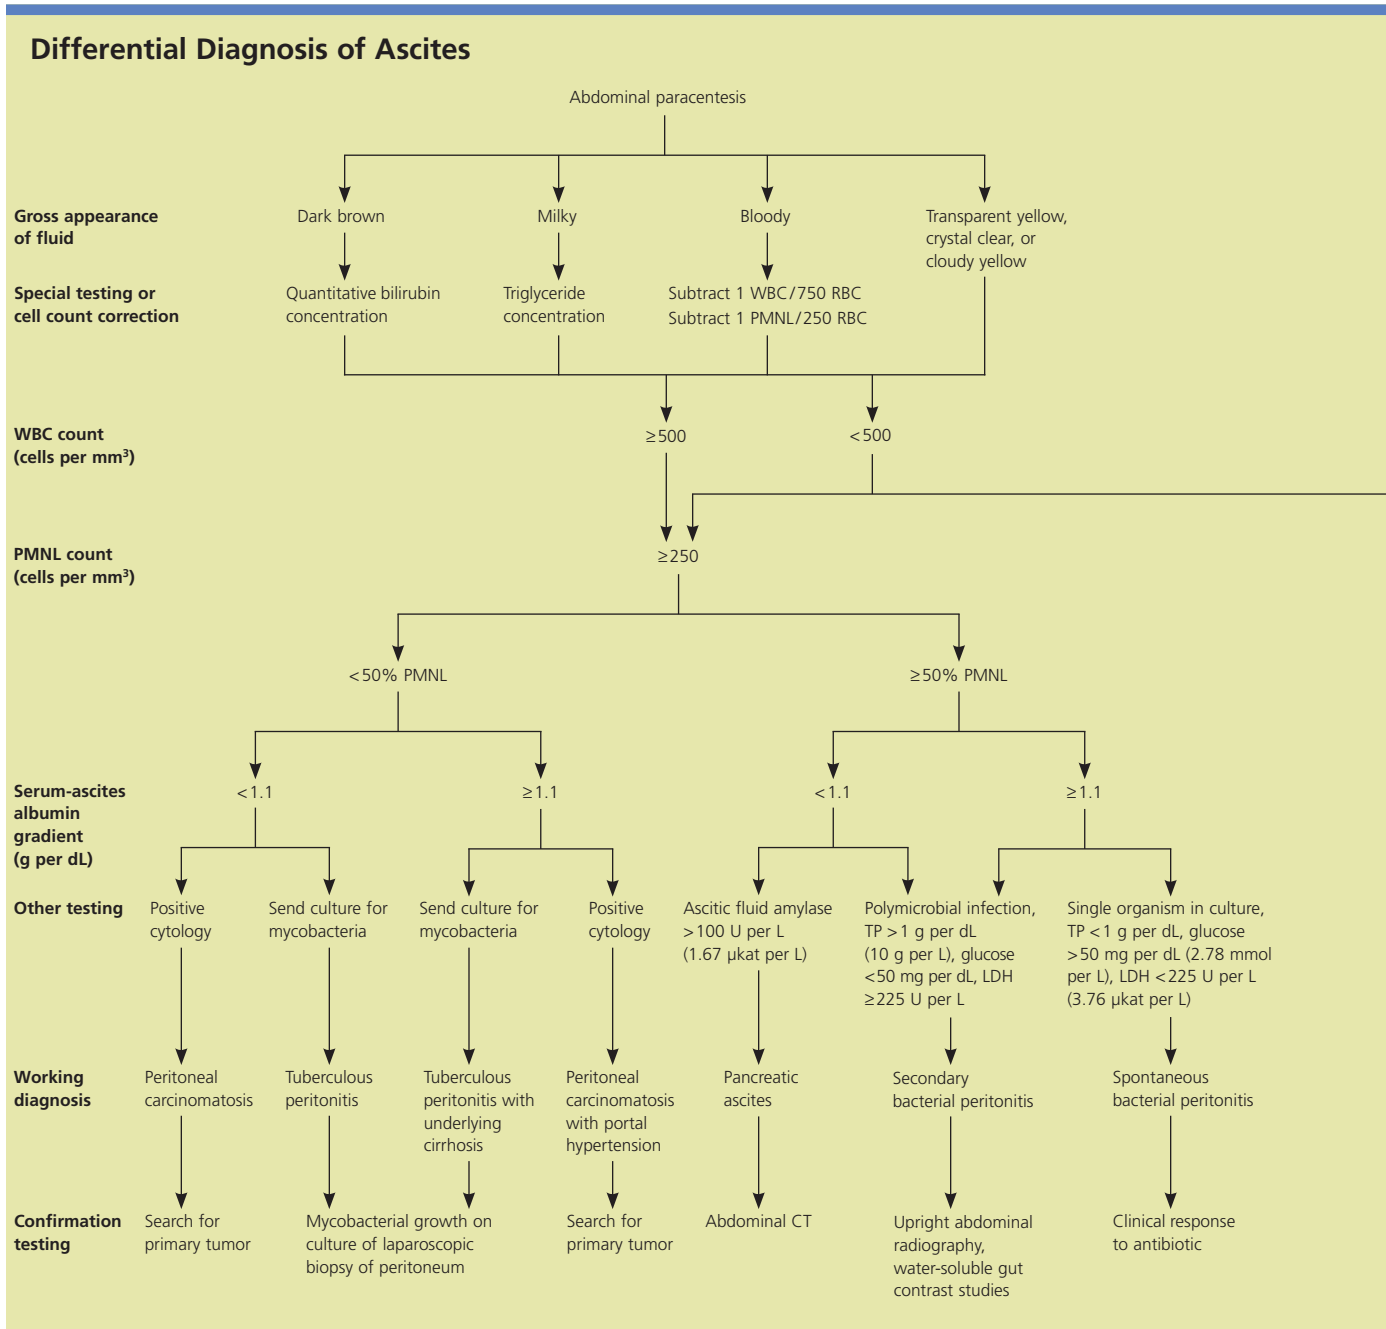 Differential Diagnosis of Ascites
Abdominal paracentesis
Gross appearance
of fluid
Dark brown
Milky
Bloody
Transparent yellow,
crystal clear, or
cloudy yellow
Special testing or
cell count correction
Quantitative bilirubin
concentration
Triglyceride
concentration
Subtract 1 WBC/750 RBC
Subtract 1 PMNL/250 RBC
WBC count
(cells per mm³)
≥500
<500
PMNL count
(cells per mm³)
≥250
<50% PMNL
≥50% PMNL
Serum-ascites
albumin
gradient
(g per dL)
<1.1
≥1.1
<1.1
≥1.1
Other testing
Positive
cytology
Send culture for
mycobacteria
Send culture for
mycobacteria
Positive
cytology
Ascitic fluid amylase
>100 U per L
(1.67 µkat per L)
Polymicrobial infection,
TP >1 g per dL
(10 g per L), glucose
<50 mg per dL, LDH
≥225 U per L
Single organism in culture,
TP <1 g per dL, glucose
>50 mg per dL (2.78 mmol
per L), LDH <225 U per L
(3.76 µkat per L)
Working
diagnosis
Peritoneal
carcinomatosis
Tuberculous
peritonitis
Tuberculous
peritonitis with
underlying
cirrhosis
Peritoneal
carcinomatosis
with portal
hypertension
Pancreatic
ascites
Secondary
bacterial peritonitis
Spontaneous
bacterial peritonitis
Confirmation
testing
Search for
primary tumor
Mycobacterial growth on
culture of laparoscopic
biopsy of peritoneum
Search for
primary tumor
Abdominal CT
Upright abdominal
radiography,
water-soluble gut
contrast studies
Clinical response
to antibiotic